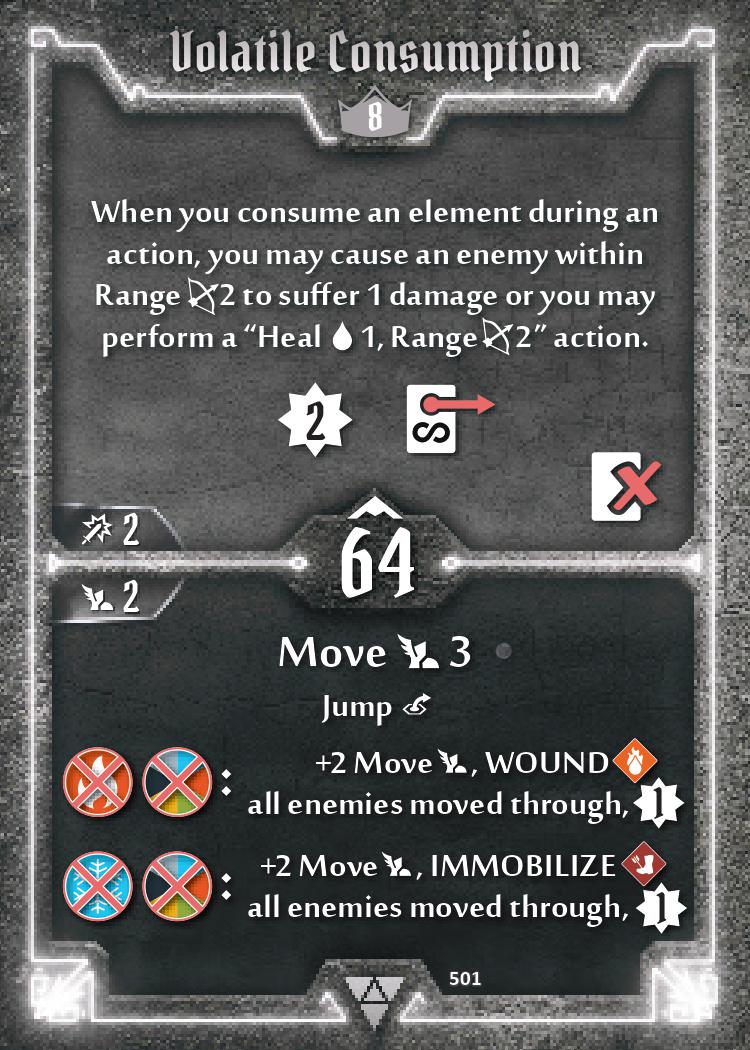 Volatile Consumption
8
When you consume an element during an
action, you may cause an enemy within
Range 2 to suffer 1 damage or you may
perform a “Heal 1, Range 2” action.
2
2
64
2
Move 3
Jump
+2 Move , WOUND
all enemies moved through, 1
+2 Move , IMMOBILIZE
all enemies moved through, 1
501